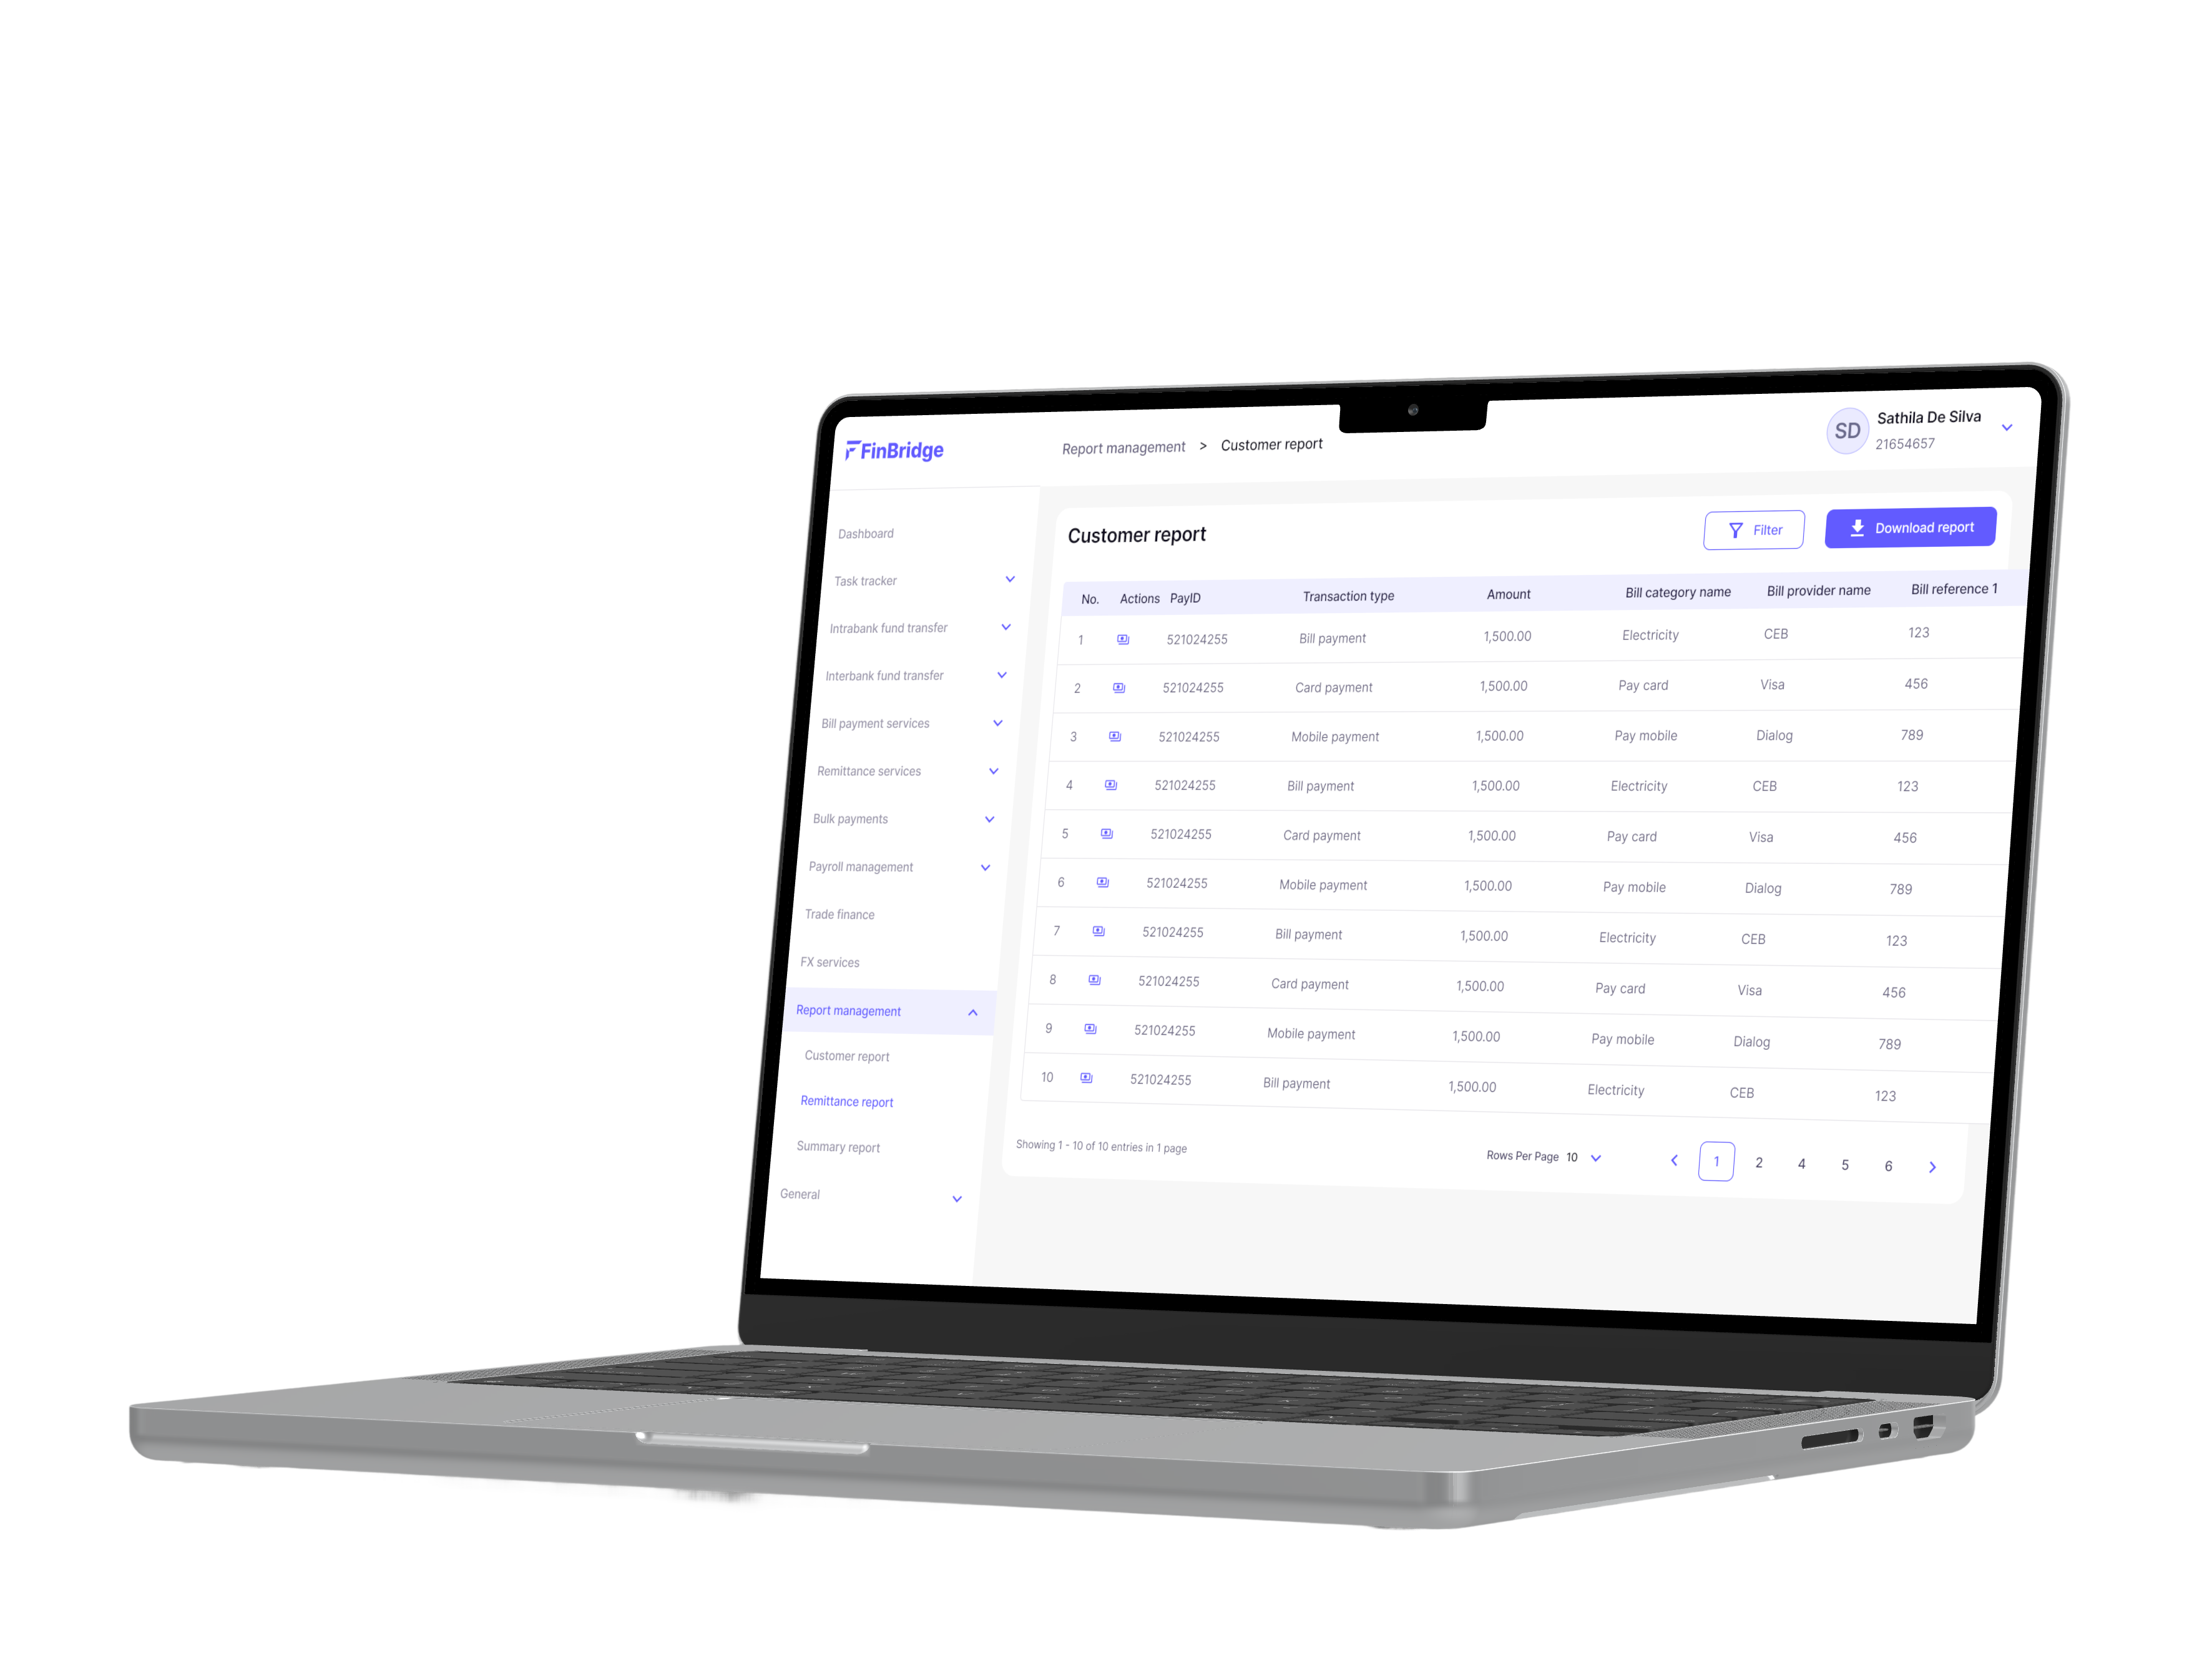 FinBridge
Report management > Customer report
SD
Sathila De Silva
21654657
Dashboard
Task tracker
Intrabank fund transfer
Interbank fund transfer
Bill payment services
Remittance services
Bulk payments
Payroll management
Trade finance
FX services
Report management
Customer report
Remittance report
Summary report
General
Customer report
Filter
Download report
No. Actions PayID Transaction type Amount Bill category name Bill provider name Bill reference 1
1 521024255 Bill payment 1,500.00 Electricity CEB 123
2 521024255 Card payment 1,500.00 Pay card Visa 456
3 521024255 Mobile payment 1,500.00 Pay mobile Dialog 789
4 521024255 Bill payment 1,500.00 Electricity CEB 123
5 521024255 Card payment 1,500.00 Pay card Visa 456
6 521024255 Mobile payment 1,500.00 Pay mobile Dialog 789
7 521024255 Bill payment 1,500.00 Electricity CEB 123
8 521024255 Card payment 1,500.00 Pay card Visa 456
9 521024255 Mobile payment 1,500.00 Pay mobile Dialog 789
10 521024255 Bill payment 1,500.00 Electricity CEB 123
Showing 1 - 10 of 10 entries in 1 page
Rows Per Page 10
1 2 4 5 6